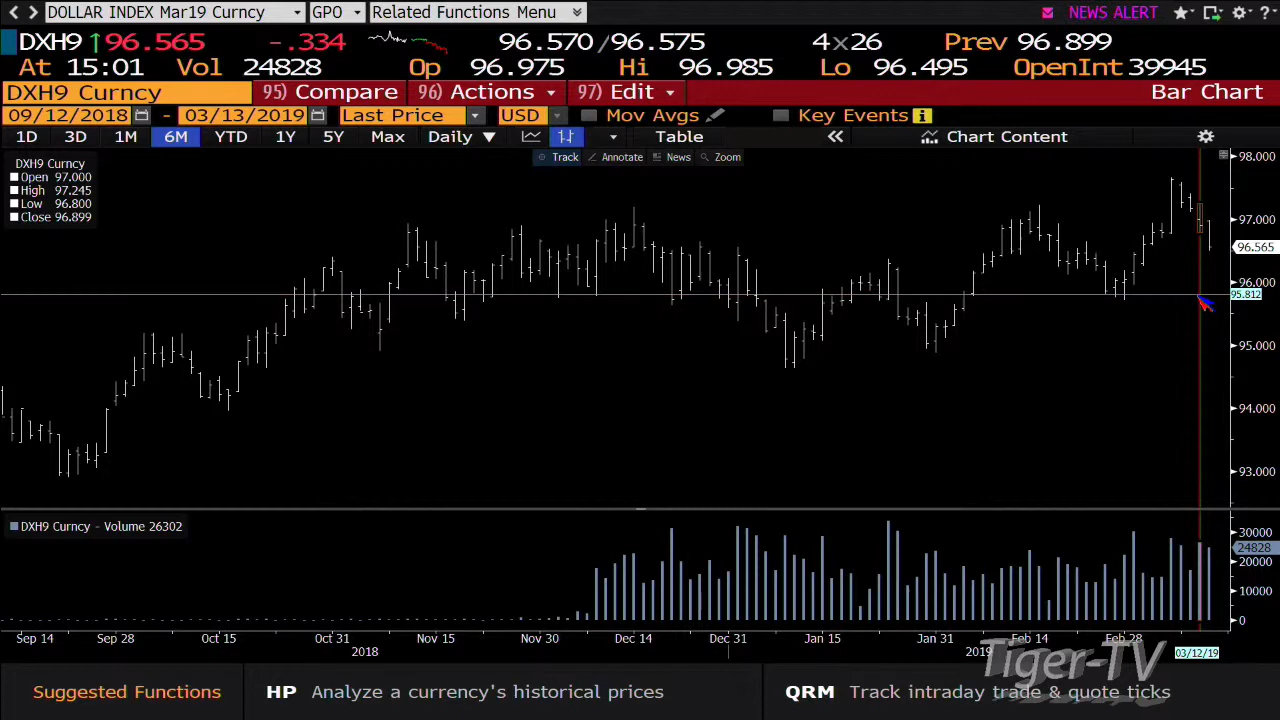 DOLLAR INDEX Mar19 Curncy GPO Related Functions Menu NEWS ALERT ?
DXH9 ↑96.565 -.334 96.570/96.575 4x26 Prev 96.899
At 15:01 Vol 24828 Op 96.975 Hi 96.985 Lo 96.495 OpenInt 39945
DXH9 Curncy 95) Compare 96) Actions 97) Edit Bar Chart
09/12/2018 - 03/13/2019 Last Price USD Mov Avgs Key Events i
1D 3D 1M 6M YTD 1Y 5Y Max Daily ▼ Table « Chart Content
Track Annotate News Zoom
DXH9 Curncy
Open 97.000
High 97.245
Low 96.800
Close 96.899
98.000
97.000
96.565
96.000
95.812
95.000
94.000
93.000
DXH9 Curncy - Volume 26302
30000
24828
20000
10000
0
Sep 14 Sep 28 Oct 15 Oct 31 Nov 15 Nov 30 Dec 14 Dec 31 Jan 15 Jan 31 Feb 14 Feb 28
2018 2019 03/12/19
Tiger-TV
Suggested Functions HP Analyze a currency's historical prices QRM Track intraday trade & quote ticks